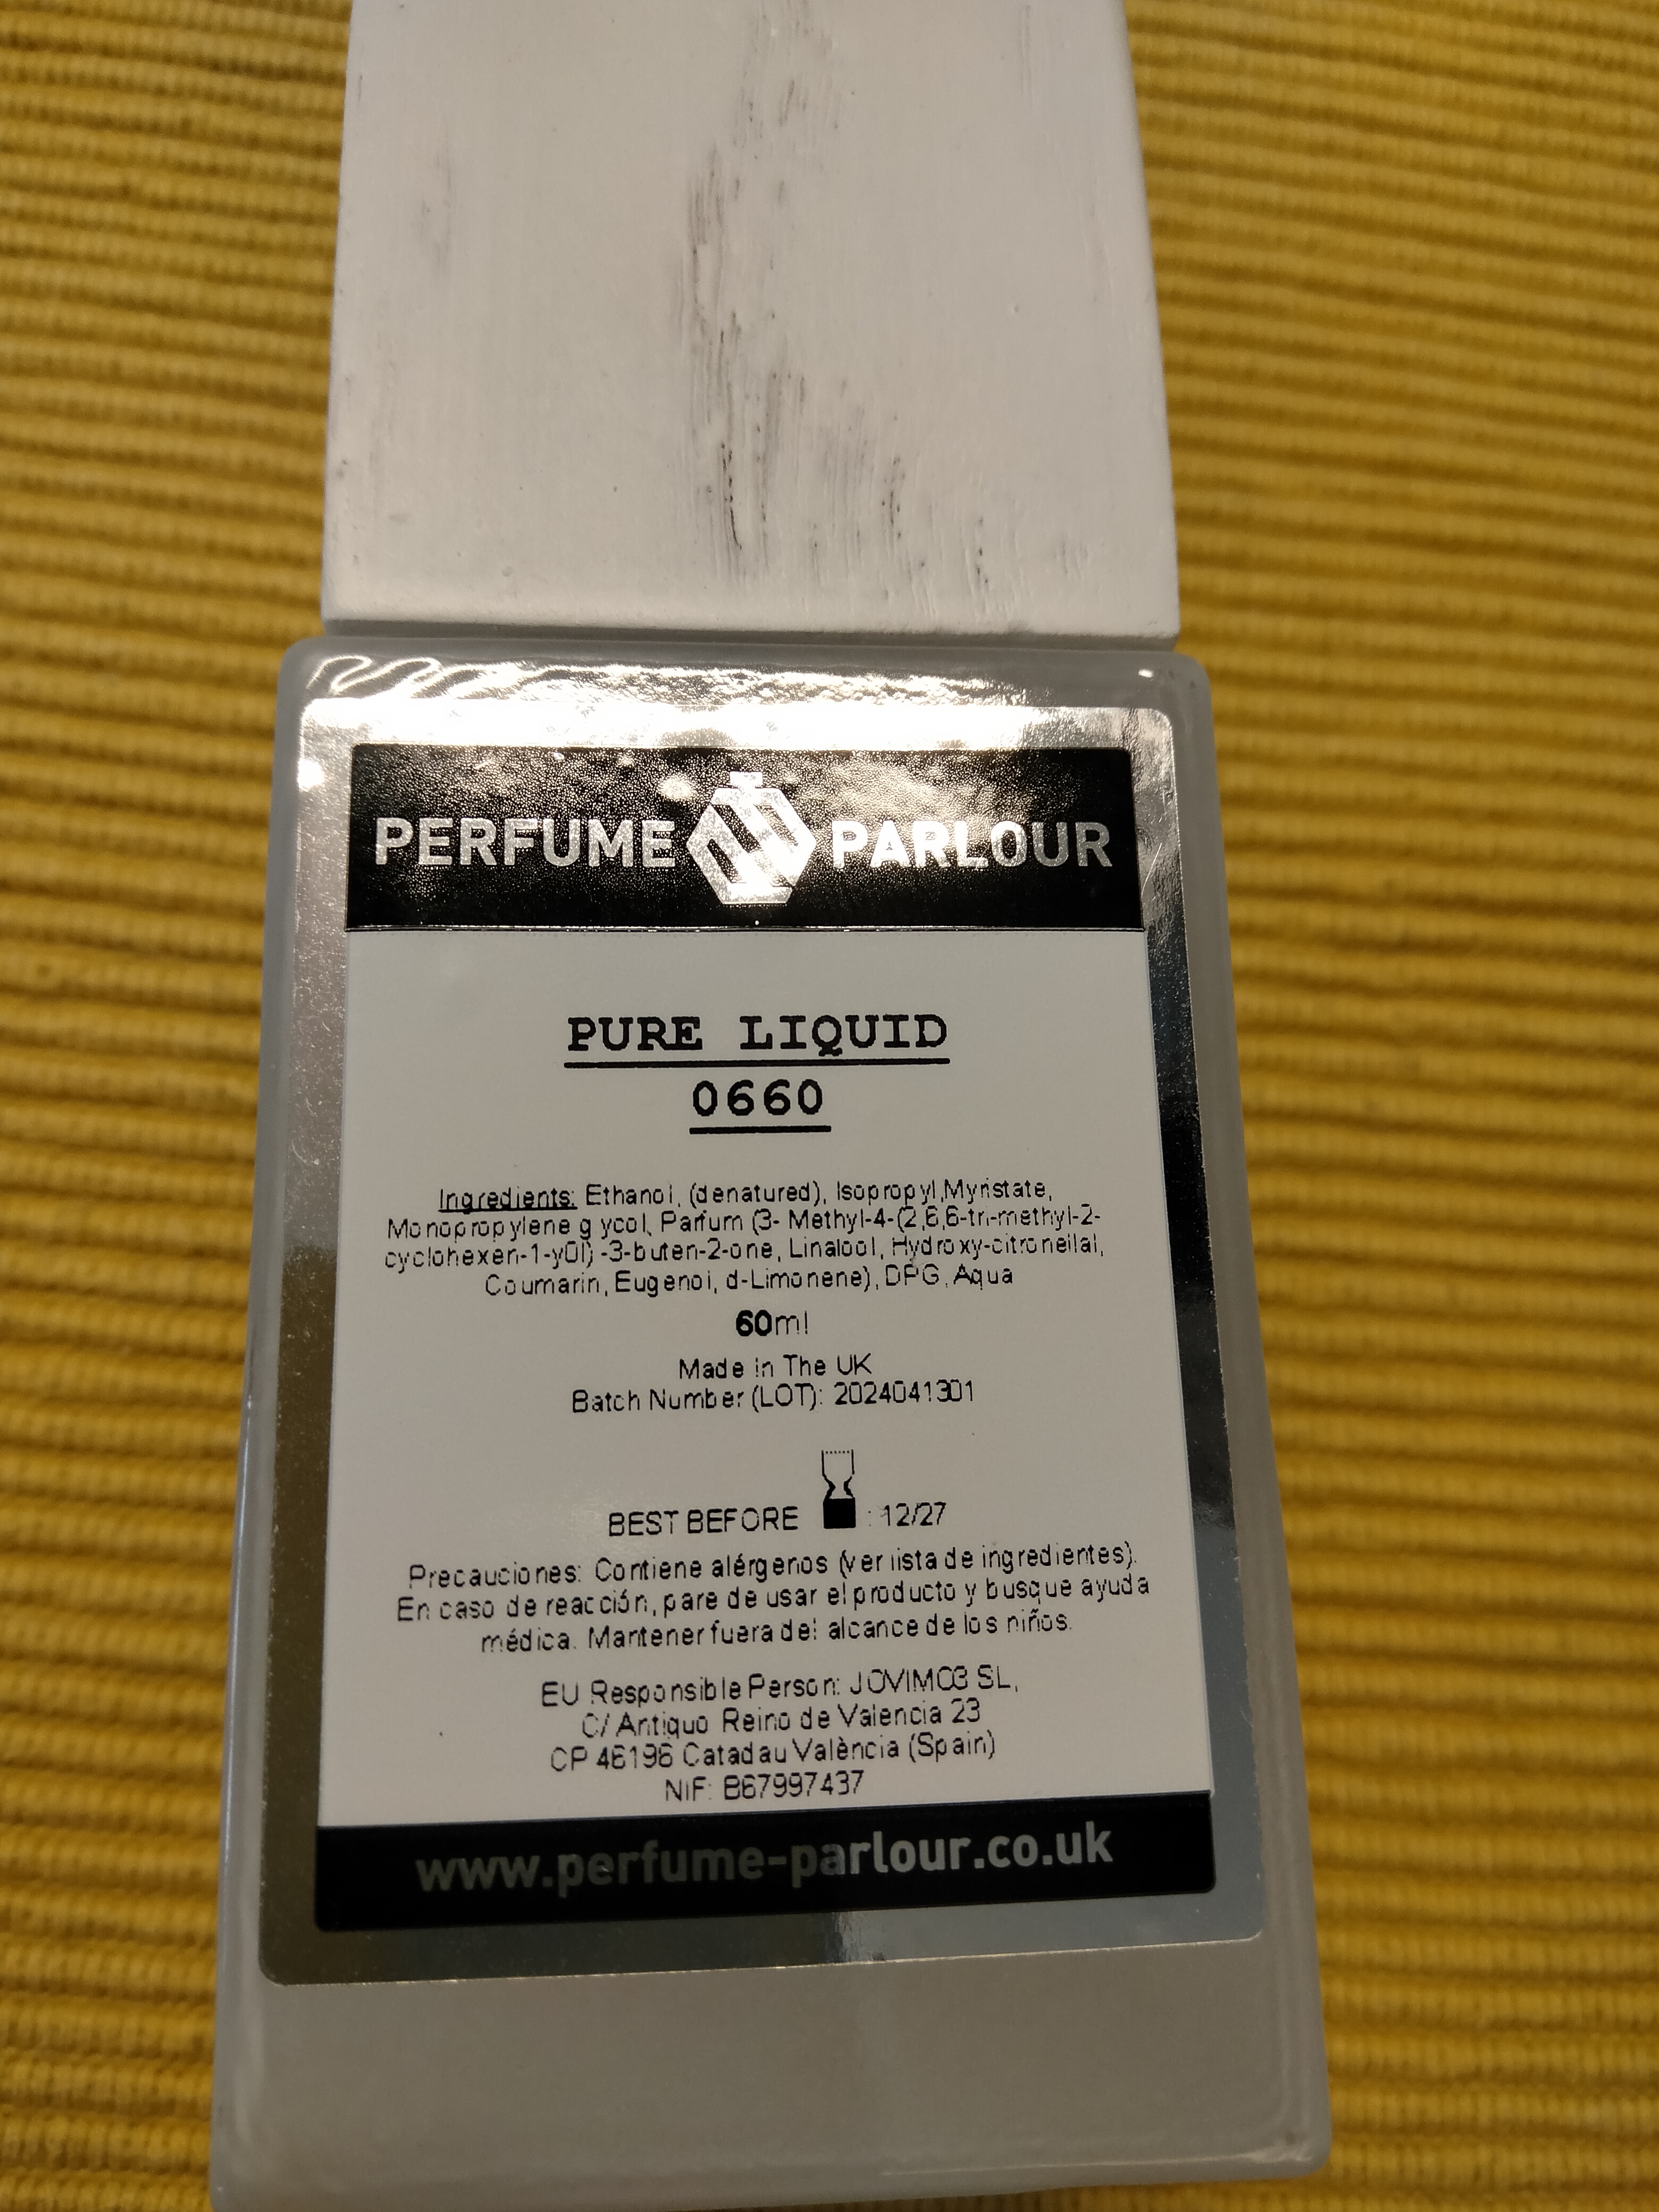 PERFUME PARLOUR
PURE LIQUID
0660
Ingredients: Ethanol, (denatured), Isopropyl,Myristate,
Monopropylene g ycol, Parfum (3- Methyl-4-(2,6,6-tri-methyl-2-
cyclohexen-1-y0l) -3-buten-2-one, Linalool, Hydroxy-citronellal,
Coumarin, Eugenol, d-Limonene), DPG, Aqua
60ml
Made In The UK
Batch Number (LOT): 2024041301
BEST BEFORE : 12/27
Precauciones: Contiene alérgenos (ver lista de ingredientes).
En caso de reacción, pare de usar el producto y busque ayuda
médica. Mantener fuera del alcance de los niños.
EU Responsible Person: JOVIMO3 SL,
C/ Antiquo Reino de Valencia 23
CP 46196 Catadau València (Spain)
NIF: B67997437
www.perfume-parlour.co.uk